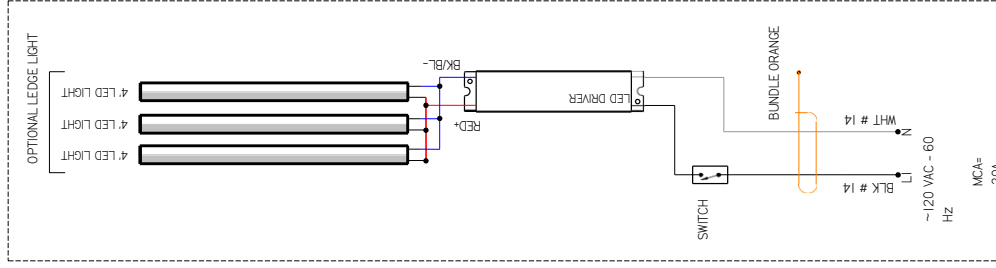 OPTIONAL LEDGE LIGHT
4' LED LIGHT
4' LED LIGHT
4' LED LIGHT
BK/BL-
RED+
LED DRIVER
SWITCH
BUNDLE ORANGE
WHT # 14
BLK # 14
N
L1
~120 VAC - 60
Hz
MCA=